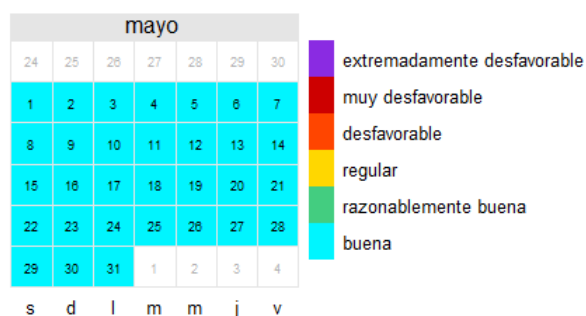 mayo
24 25 26 27 28 29 30
1 2 3 4 5 6 7
8 9 10 11 12 13 14
15 16 17 18 19 20 21
22 23 24 25 26 27 28
29 30 31 1 2 3 4
s d l m m j v
extremadamente desfavorable
muy desfavorable
desfavorable
regular
razonablemente buena
buena